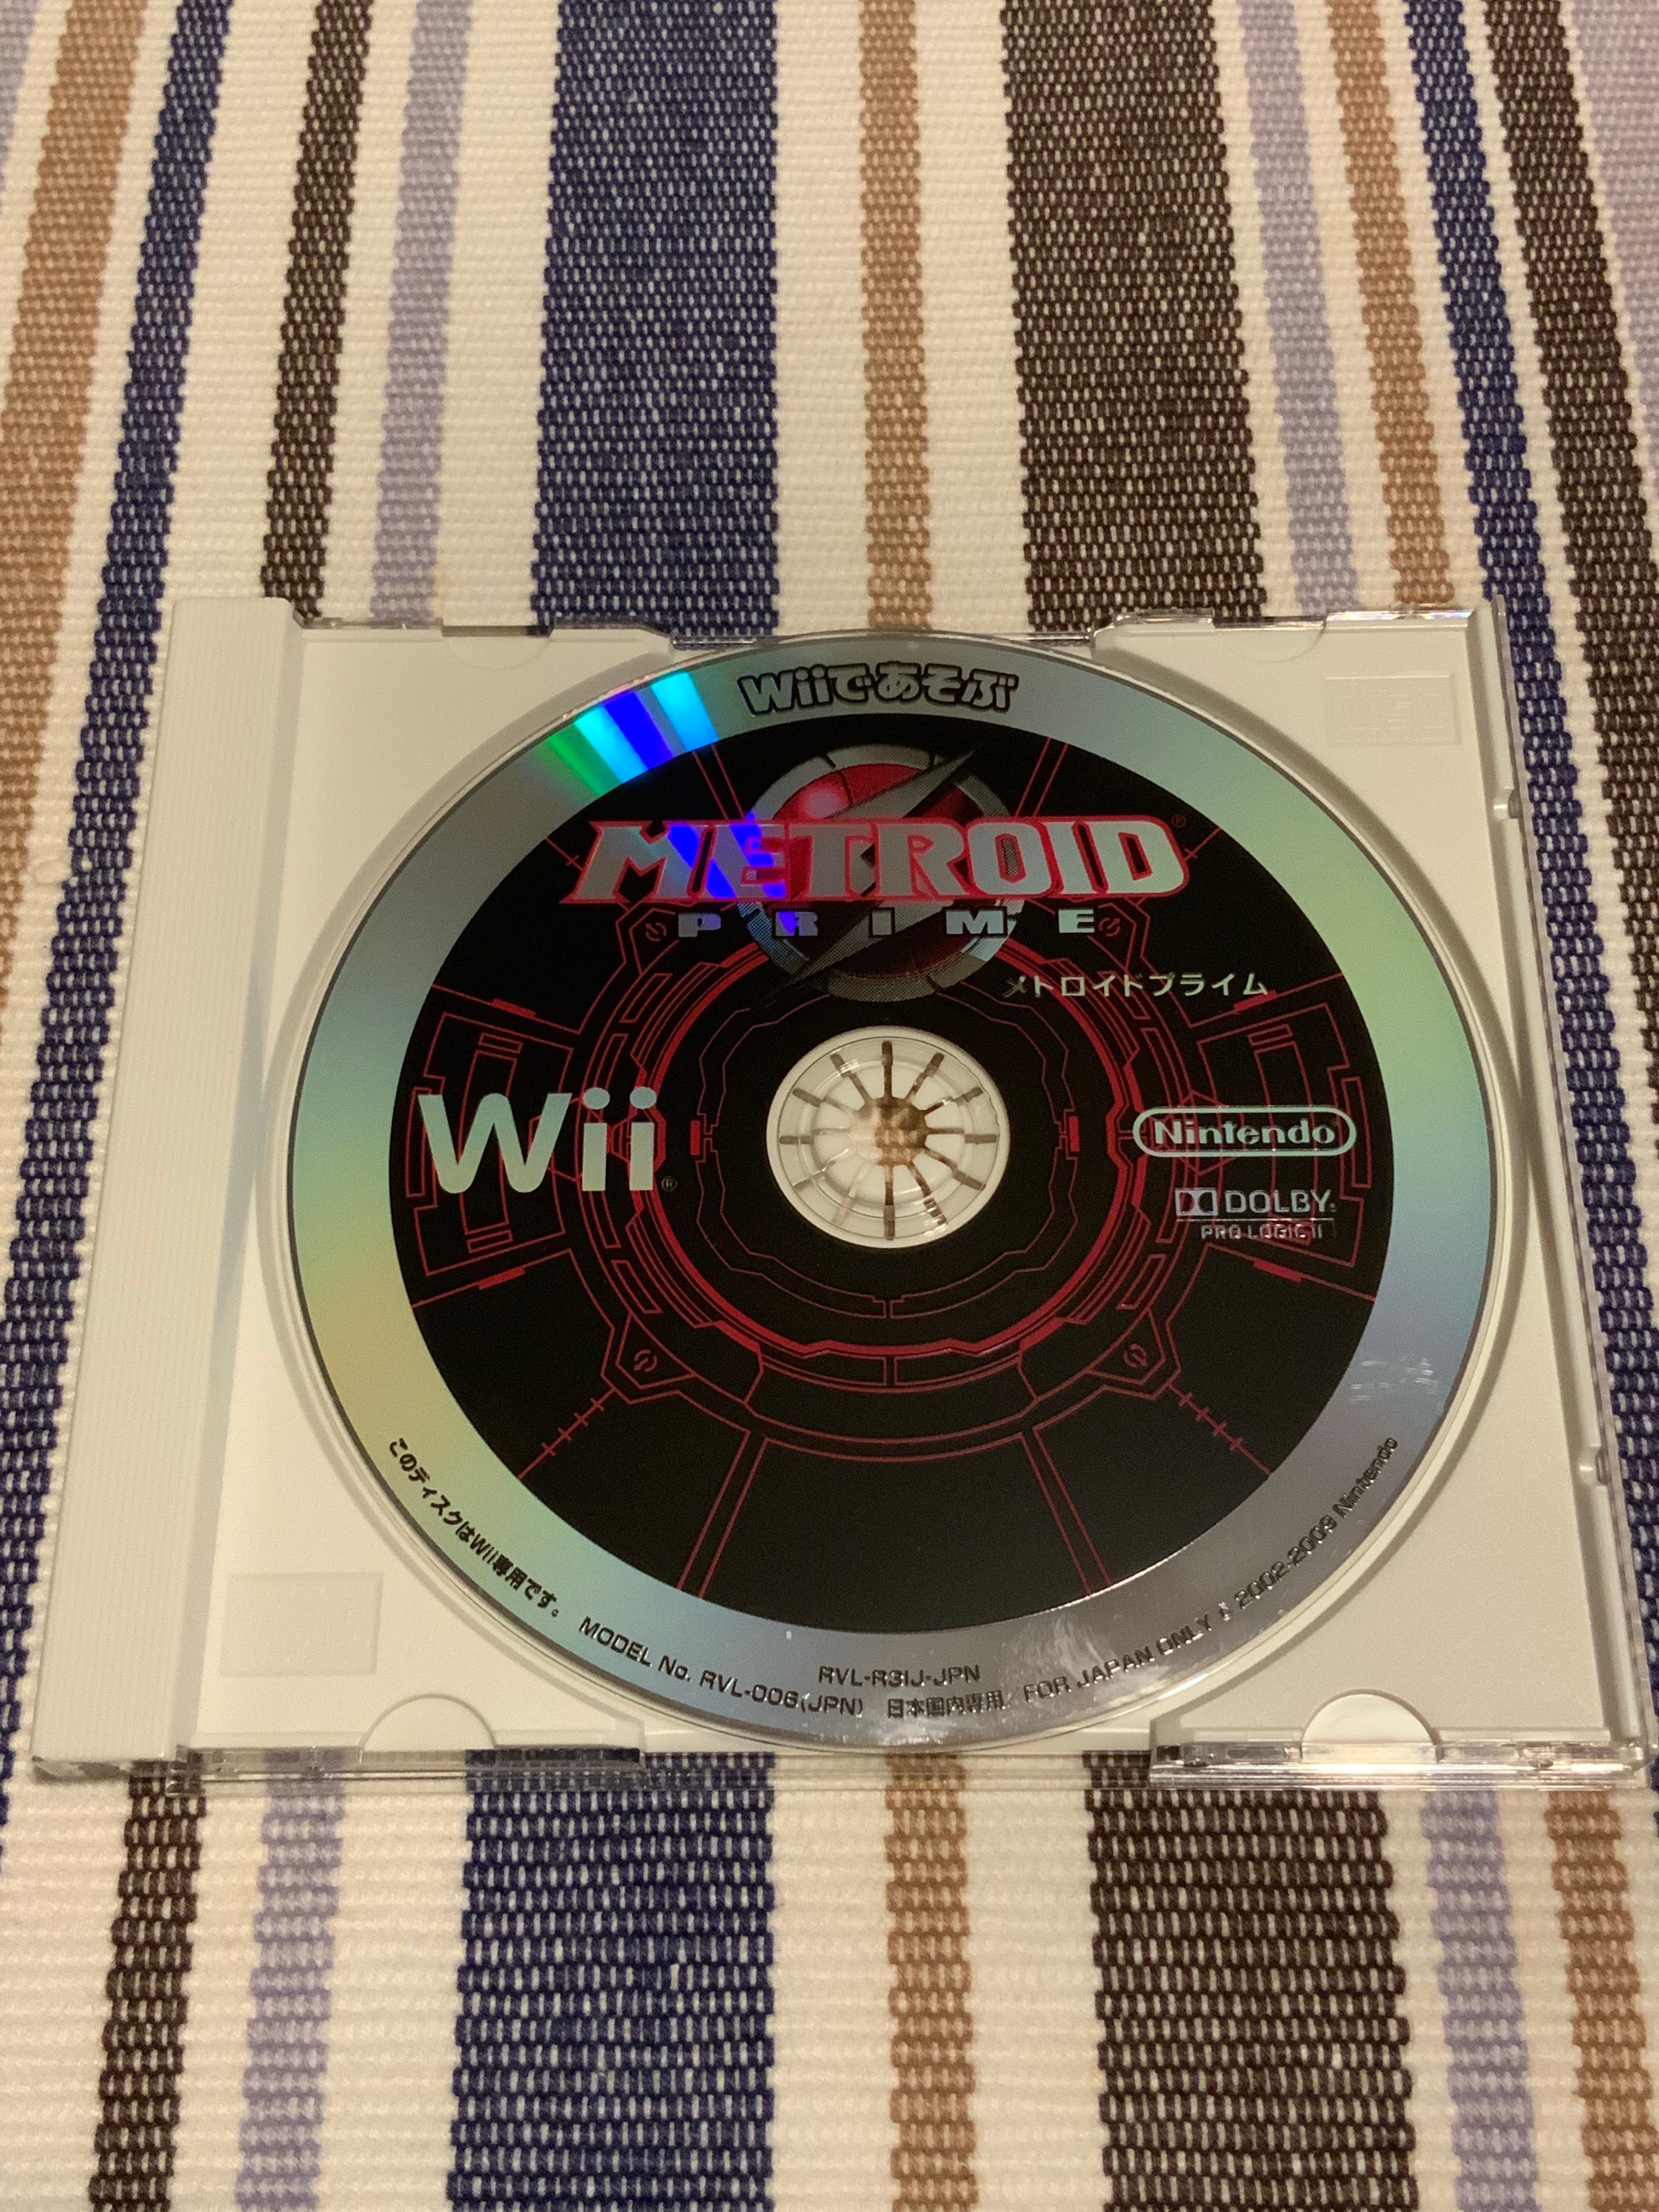 Wiiであそぶ
METROID®
PRIME
メトロイドプライム
Wii®
Nintendo®
DOLBY®
PRO LOGIC II
RVL-R3IJ-JPN
このディスクはWii専用です。 MODEL No. RVL-006(JPN) 日本国内専用/FOR JAPAN ONLY 2002-2009 Nintendo